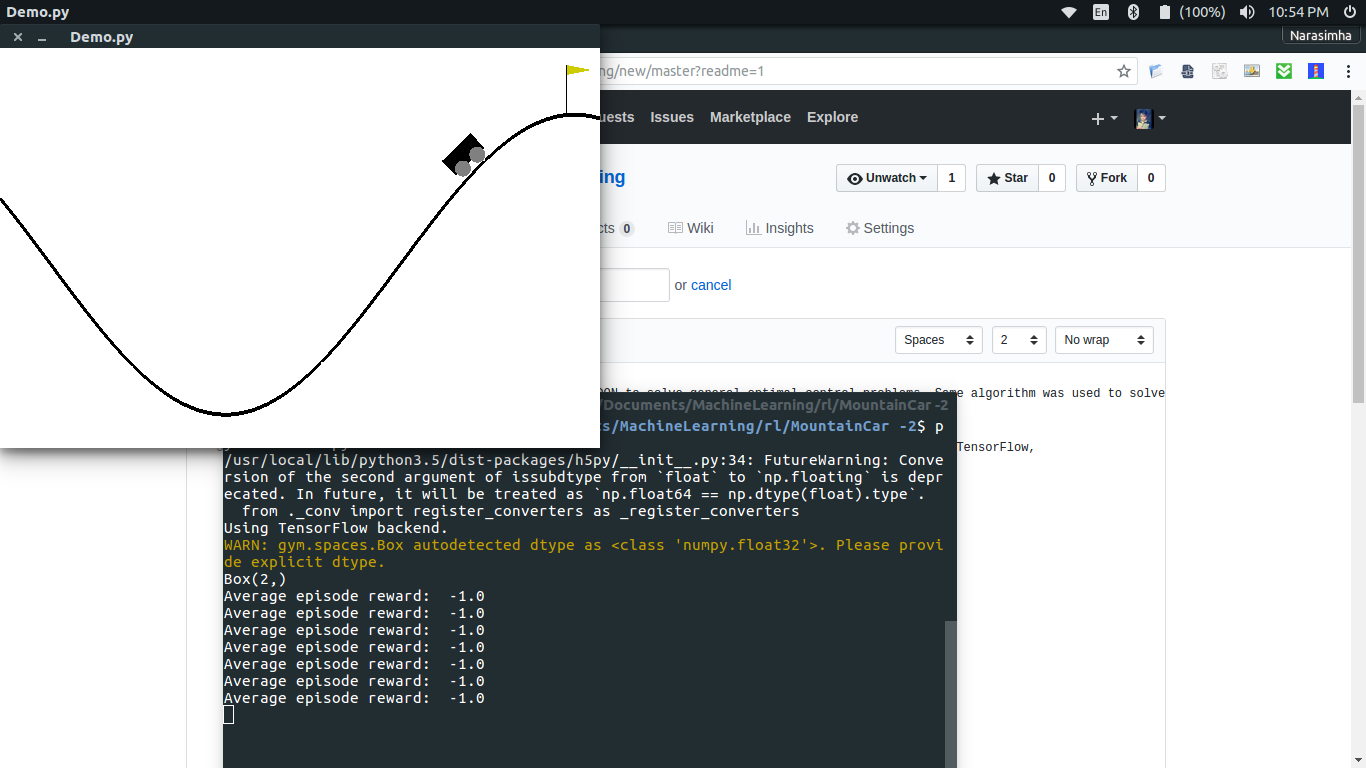 Demo.py
En (100%) 10:54 PM
Demo.py
Narasimha
ng/new/master?readme=1
uests Issues Marketplace Explore
ing
Unwatch 1 Star 0 Fork 0
cts 0 Wiki Insights Settings
or cancel
Spaces 2 No wrap
to solve general optimal control problems. Same algorithm was used to solve
/Documents/MachineLearning/rl/MountainCar -2
ts/MachineLearning/rl/MountainCar -2$ p
TensorFlow,
/usr/local/lib/python3.5/dist-packages/h5py/__init__.py:34: FutureWarning: Conve
rsion of the second argument of issubdtype from `float` to `np.floating` is depr
ecated. In future, it will be treated as `np.float64 == np.dtype(float).type`.
from ._conv import register_converters as _register_converters
Using TensorFlow backend.
WARN: gym.spaces.Box autodetected dtype as <class 'numpy.float32'>. Please provi
de explicit dtype.
Box(2,)
Average episode reward:  -1.0
Average episode reward:  -1.0
Average episode reward:  -1.0
Average episode reward:  -1.0
Average episode reward:  -1.0
Average episode reward:  -1.0
Average episode reward:  -1.0